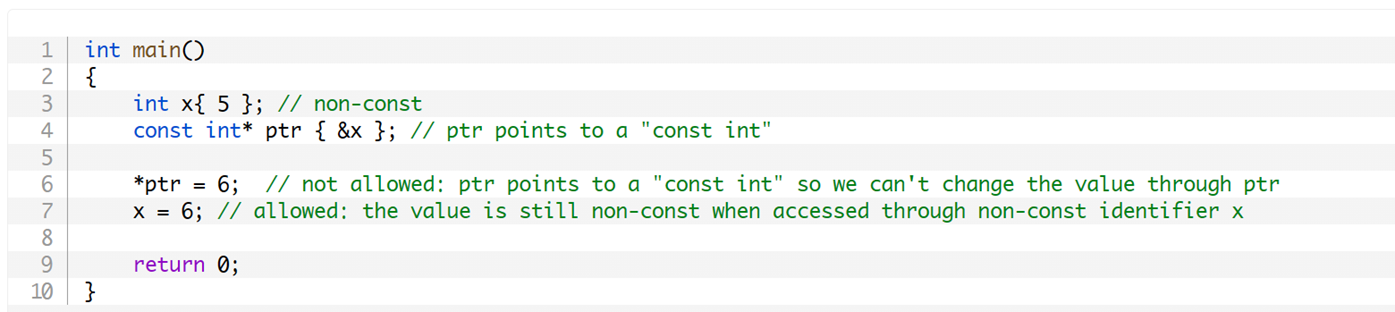 1 int main()
2 {
3     int x{ 5 }; // non-const
4     const int* ptr { &x }; // ptr points to a "const int"
5
6     *ptr = 6;  // not allowed: ptr points to a "const int" so we can't change the value through ptr
7     x = 6; // allowed: the value is still non-const when accessed through non-const identifier x
8
9     return 0;
10 }